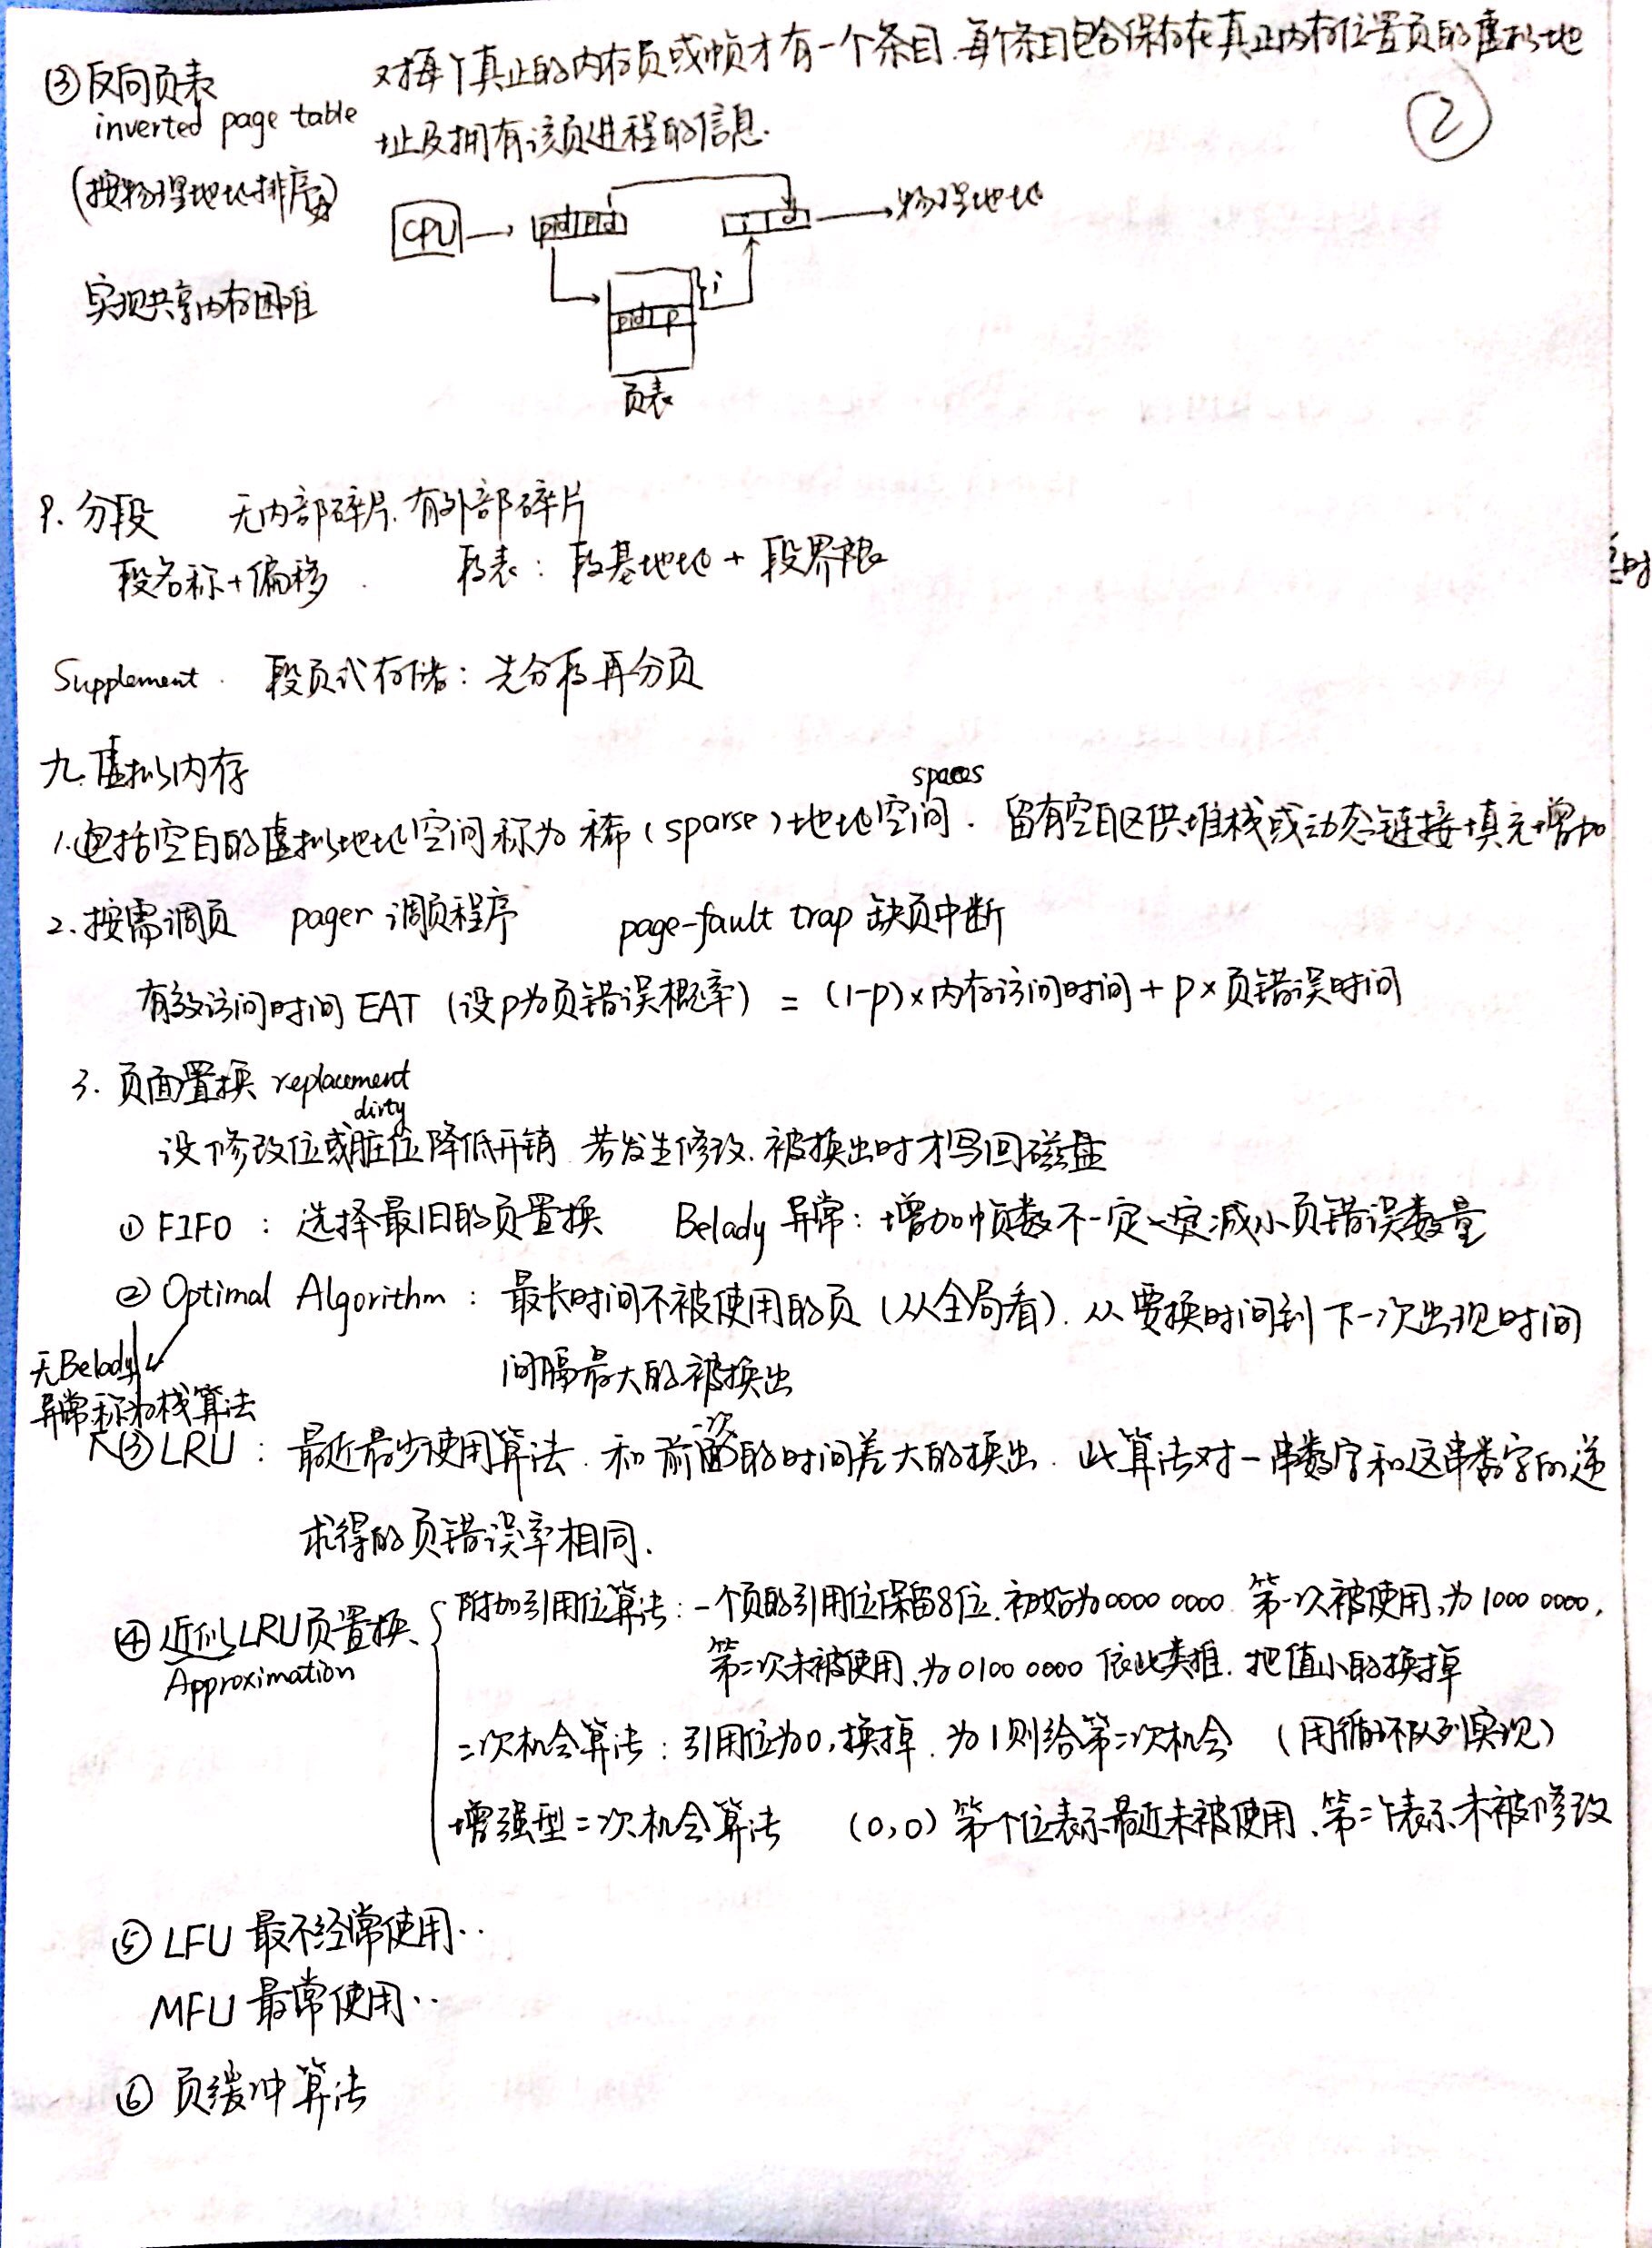 ③反向页表 对每个真正的内存页或帧才有一个条目.每个条目包含保存在真正内存位置页的虚拟地
inverted page table 址及拥有该页进程的信息.
②
(按物理地址排序)
CPU → pid p d i d → 物理地址
实现共享内存困难
i
pid p
页表
9. 分段 无内部碎片.有外部碎片
段名称+偏移. 段表: 段基地址 + 段界限
时
Supplement. 段页式存储: 先分段再分页
九.虚拟内存
spaces
1.包括空白的虚拟地址空间称为稀(sparse)地址空间. 留有空白区供堆栈或动态链接填充增加
2.按需调页 pager 调页程序 page-fault trap 缺页中断
有效访问时间 EAT (设p为页错误概率) = (1-p)×内存访问时间 + p×页错误时间
3. 页面置换 replacement
dirty
设修改位或脏位降低开销 若发生修改.被换出时才写回磁盘
① FIFO : 选择最旧的页置换 Belady 异常: 增加帧数不一定一定减小页错误数量
② Optimal Algorithm : 最长时间不被使用的页(从全局看). 从要换时间到下一次出现时间
间隔最大的被换出
无Belady
异常称为栈算法
③ LRU : 最近最少使用算法. 和前面一次的时间差大的换出. 此算法对一串数字和这串数字的逆
求得的页错误率相同.
④ 近似LRU页置换、 附加引用位算法: 一个页的引用位保留8位.初始为0000 0000 第一次被使用,为1000 0000,
Approximation 第二次未被使用,为0100 0000 依此类推. 把值小的换掉
二次机会算法: 引用位为0,换掉. 为1则给第二次机会 (用循环队列实现)
增强型二次机会算法 (0,0) 第一个位表示最近未被使用、第二个表示未被修改
⑤ LFU 最不经常使用..
MFU 最常使用..
⑥ 页缓冲算法